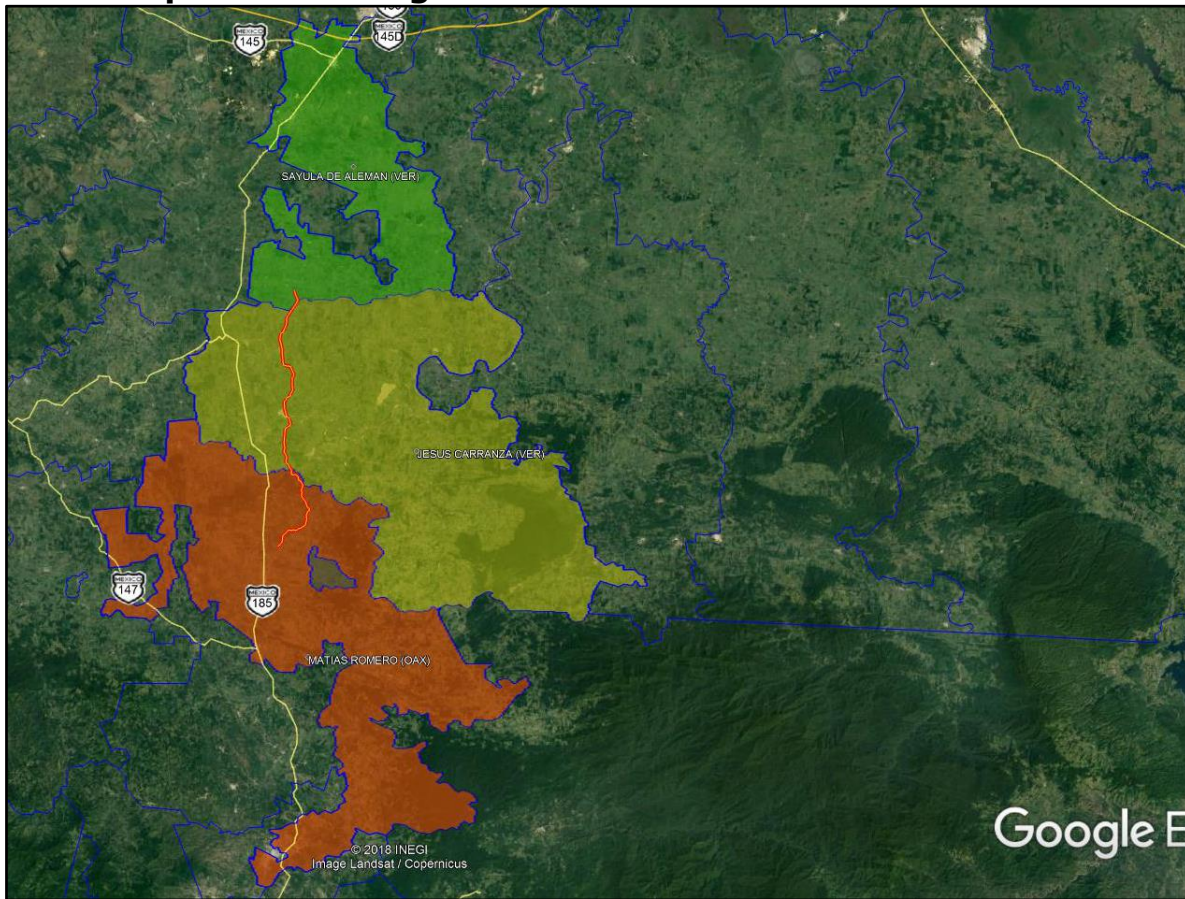 MEXICO
145
MEXICO
145D
SAYULA DE ALEMAN (VER)
JESUS CARRANZA (VER)
MEXICO
147
MEXICO
185
MATIAS ROMERO (OAX)
© 2018 INEGI
Image Landsat / Copernicus
Google E